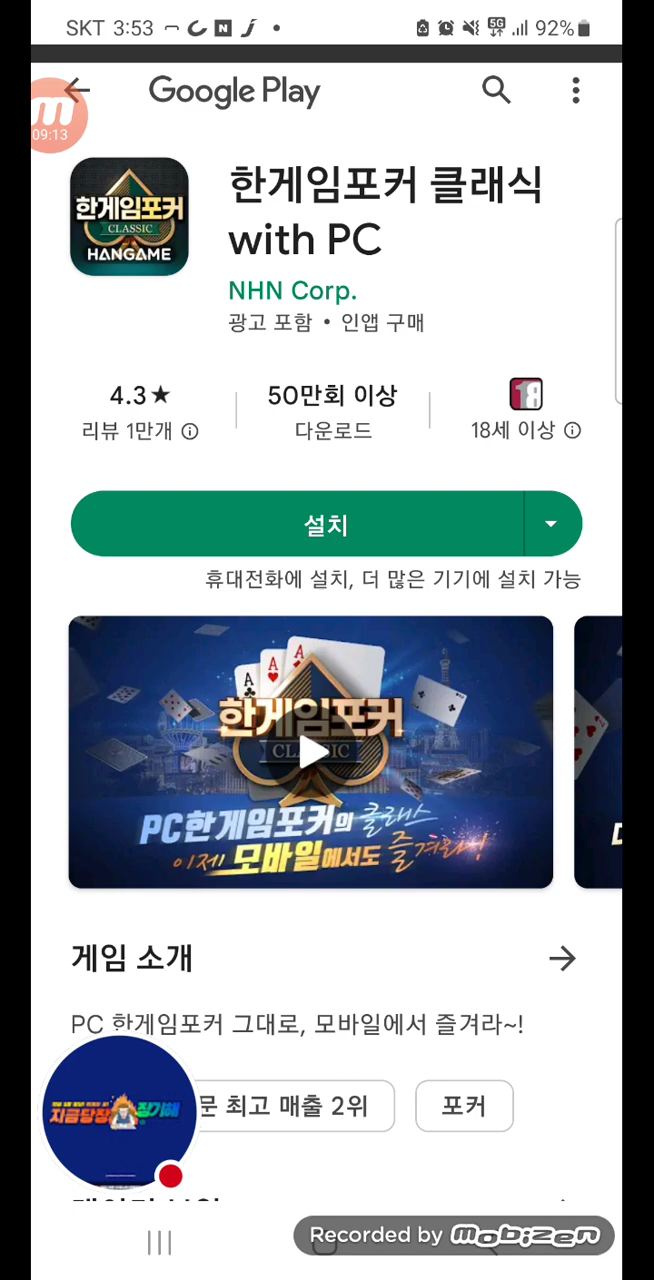 SKT 3:53
5G
92%
m
09:13
Google Play
한게임포커
CLASSIC
HANGAME
한게임포커 클래식
with PC
NHN Corp.
광고 포함 • 인앱 구매
4.3★
리뷰 1만개
50만회 이상
다운로드
18
18세 이상
설치
휴대전화에 설치, 더 많은 기기에 설치 가능
A A A
한게임포커
CLASSIC
PC한게임포커의 클래스
이제 모바일에서도 즐겨라!
게임 소개
PC 한게임포커 그대로, 모바일에서 즐겨라~!
문 최고 매출 2위
포커
지금당장
Recorded by mobizen